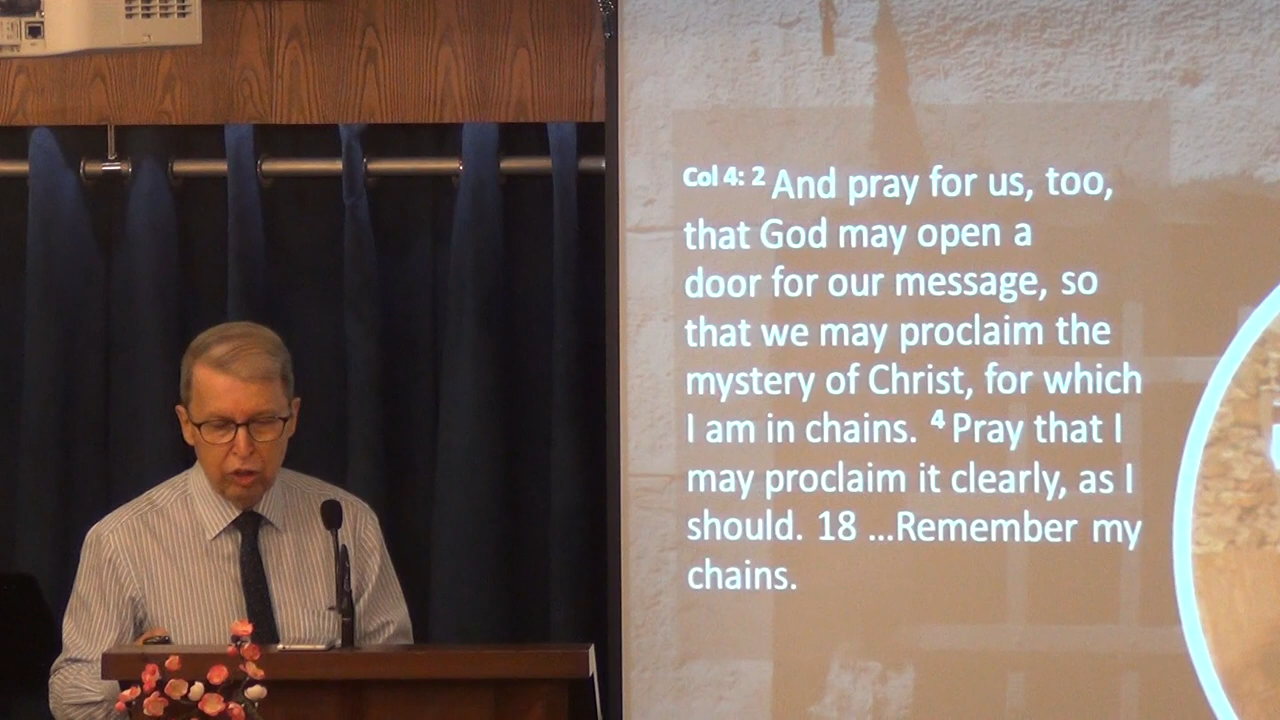 Col 4: 2 And pray for us, too,
that God may open a
door for our message, so
that we may proclaim the
mystery of Christ, for which
I am in chains. 4 Pray that I
may proclaim it clearly, as I
should. 18 ...Remember my
chains.